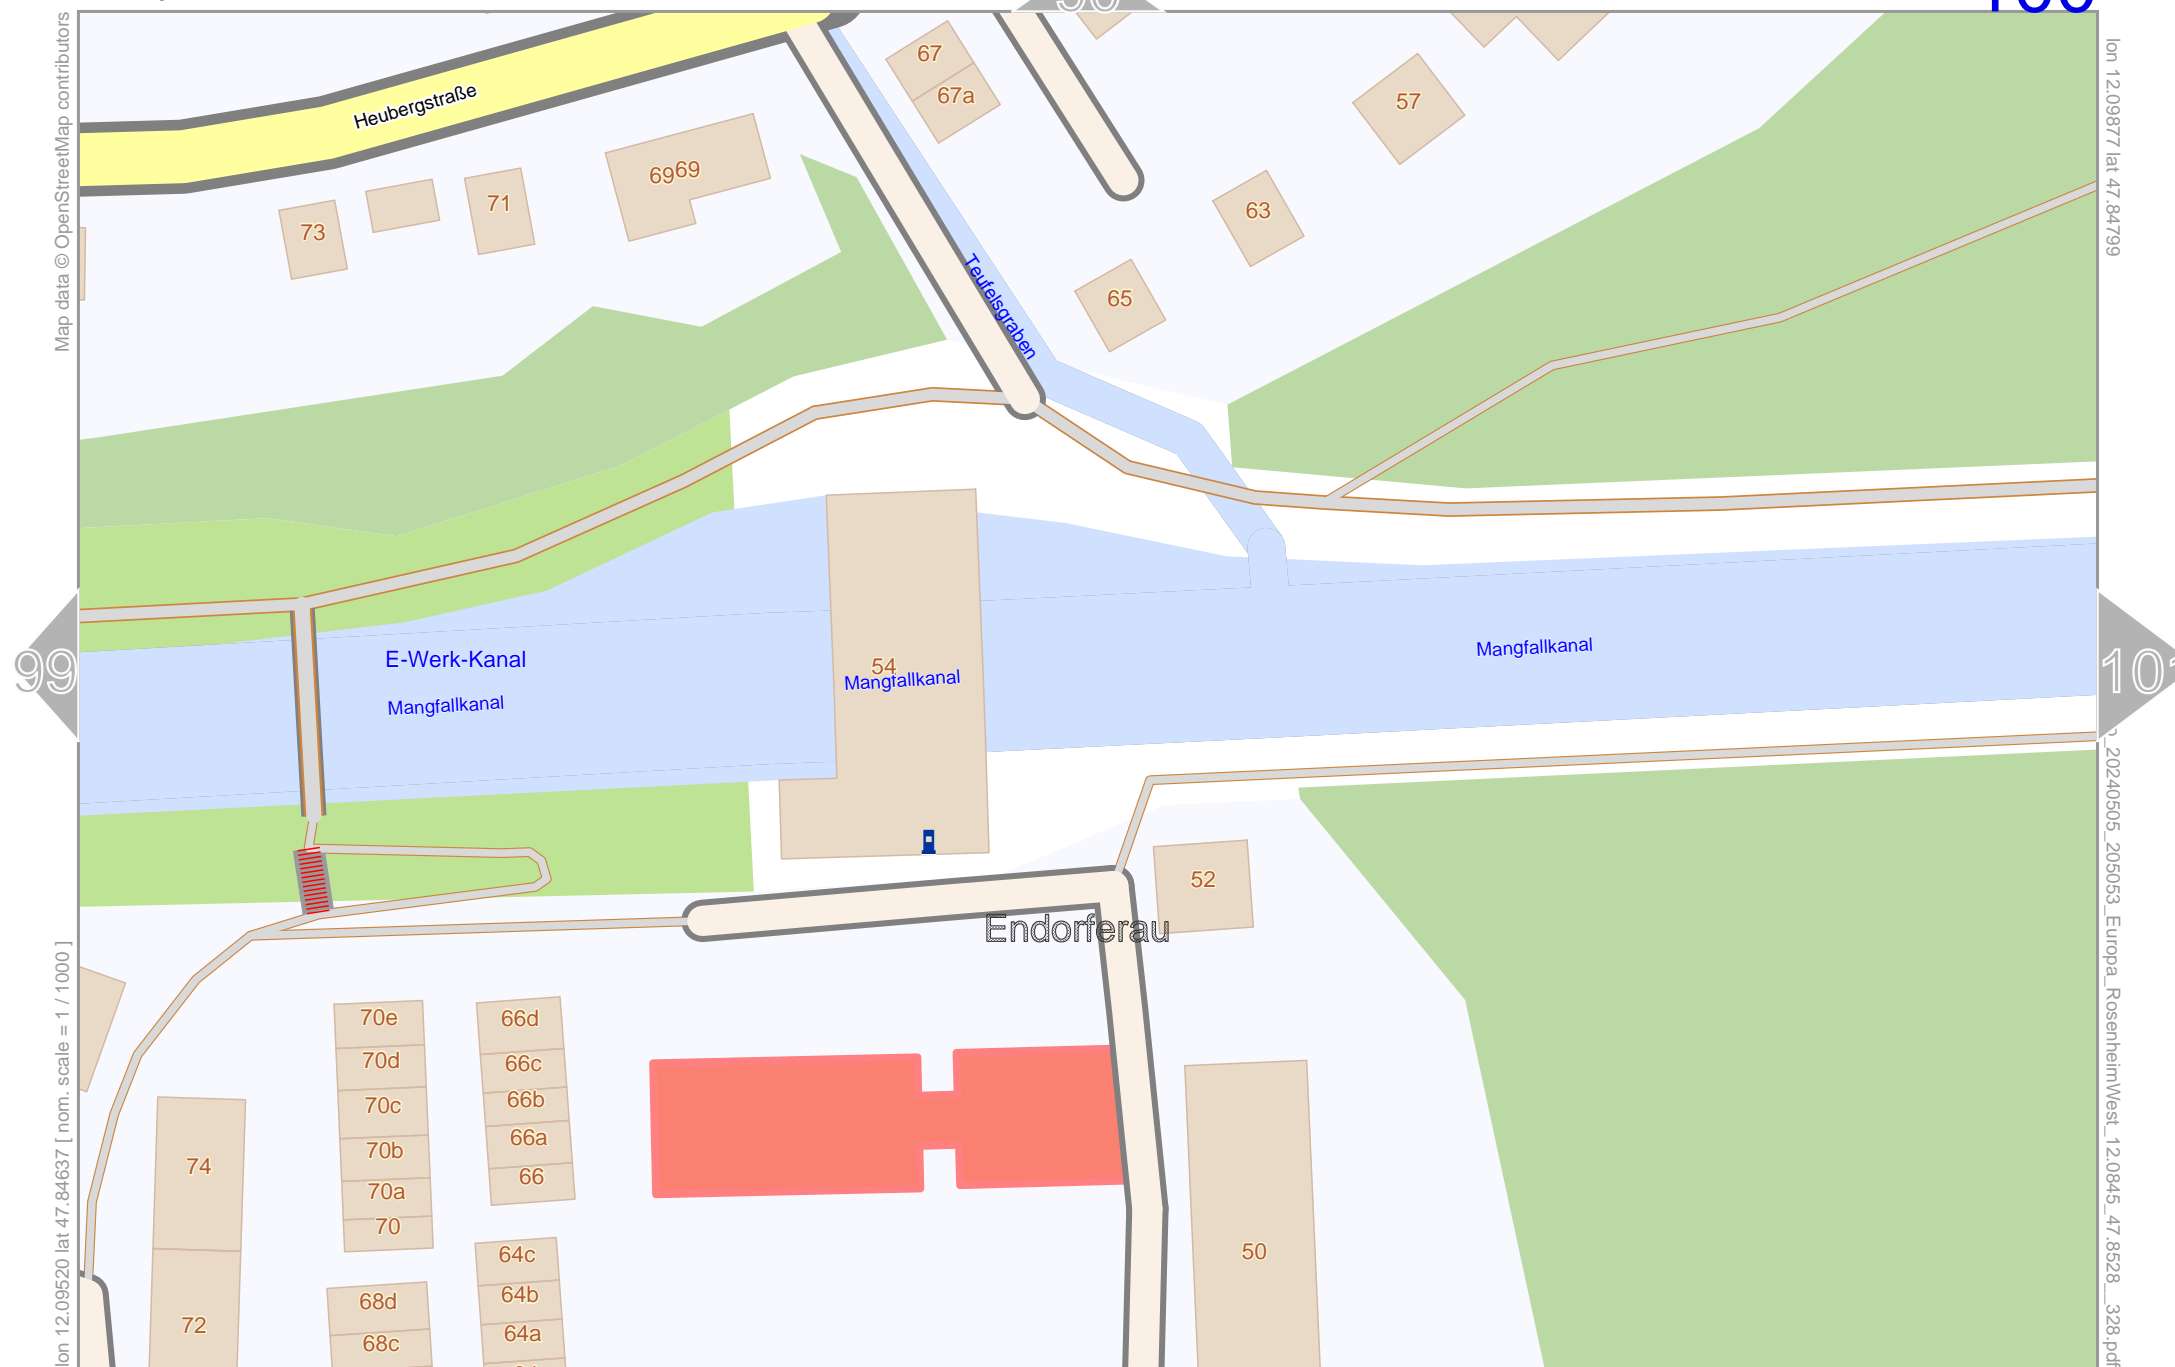 Heubergstraße
67
67a
57
6969
71
73
63
65
Teufelsgraben
Map data © OpenStreetMap contributors
lon 12.09877 lat 47.84799
99
101
E-Werk-Kanal
Mangfallkanal
54
Mangfallkanal
Mangfallkanal
52
Endorferau
70e
70d
70c
70b
70a
70
66d
66c
66b
66a
66
74
72
64c
64b
64a
68d
68c
50
lon 12.09520 lat 47.84637 [ nom. scale = 1 / 1000 ]
_20240505_205053_Europa_RosenheimWest_12.0845_47.8528__328.pdf